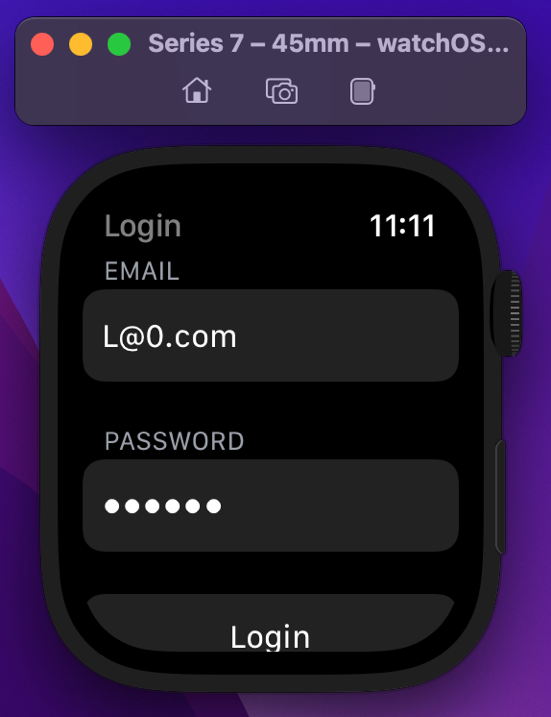 Series 7 – 45mm – watchOS...
Login
11:11
EMAIL
L@0.com
PASSWORD
••••••
Login